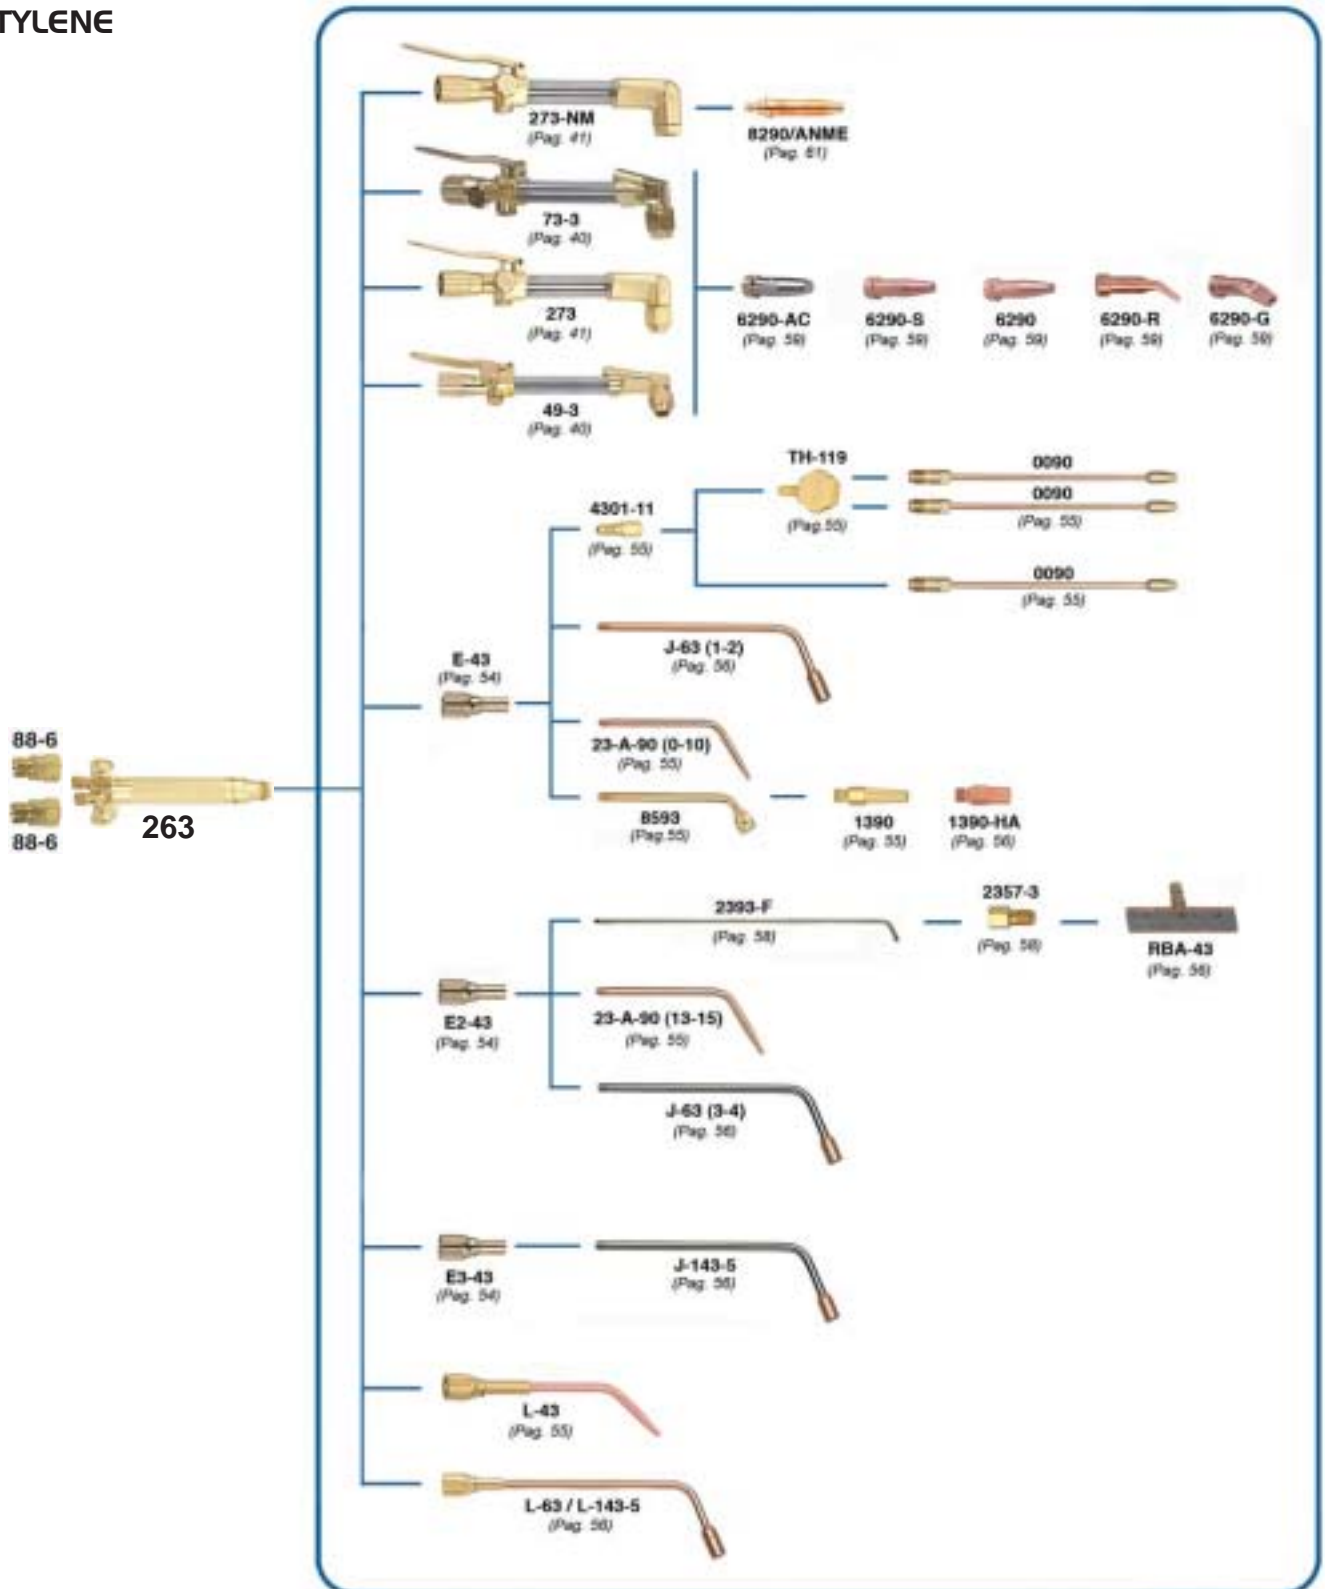 TYLENE
273-NM
(Pag. 41)
8290/ANME
(Pag. 61)
73-3
(Pag. 40)
273
(Pag. 41)
6290-AC
(Pag. 59)
6290-S
(Pag. 59)
6290
(Pag. 59)
6290-R
(Pag. 59)
6290-G
(Pag. 59)
49-3
(Pag. 40)
TH-119
(Pag.55)
0090
0090
(Pag. 55)
4301-11
(Pag. 55)
0090
(Pag. 55)
E-43
(Pag. 54)
J-63 (1-2)
(Pag. 56)
23-A-90 (0-10)
(Pag. 55)
8593
(Pag.55)
1390
(Pag. 55)
1390-HA
(Pag. 56)
88-6
263
88-6
2393-F
(Pag. 58)
2357-3
(Pag. 58)
RBA-43
(Pag. 56)
E2-43
(Pag. 54)
23-A-90 (13-15)
(Pag. 55)
J-63 (3-4)
(Pag. 56)
E3-43
(Pag. 54)
J-143-5
(Pag. 56)
L-43
(Pag. 55)
L-63 / L-143-5
(Pag. 56)